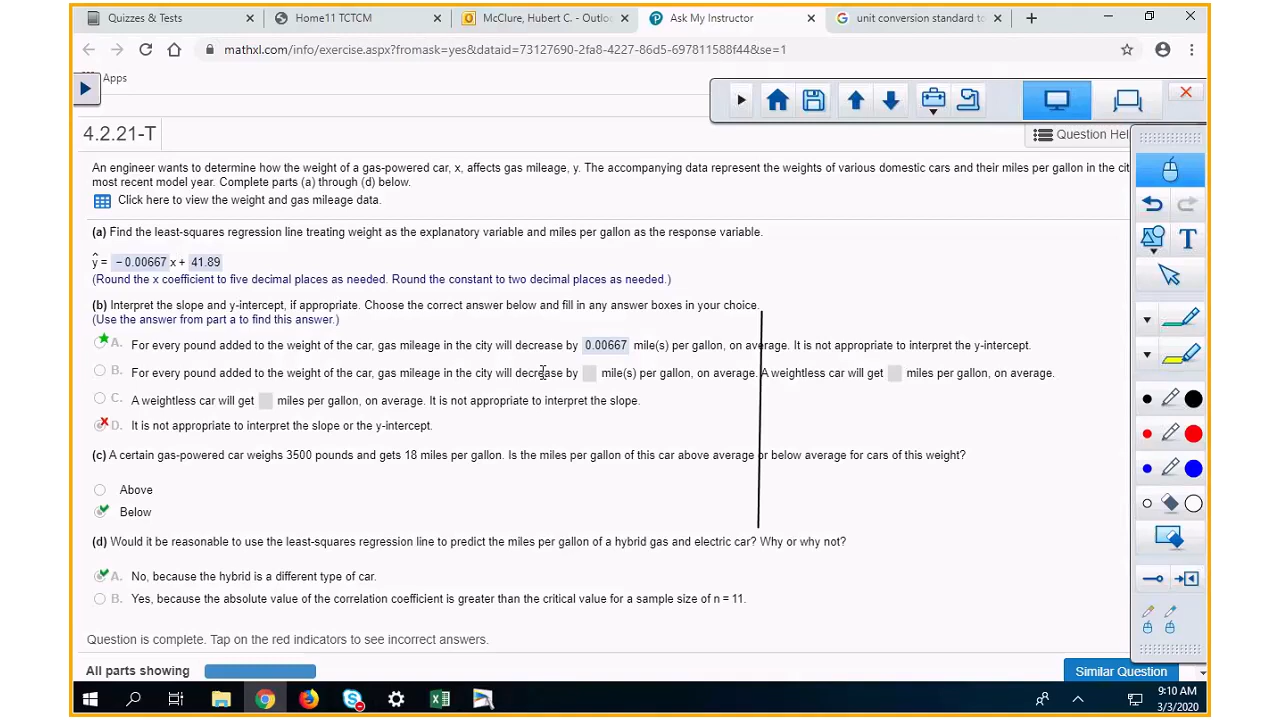 Quizzes & Tests
Home11 TCTCM
McClure, Hubert C. - Outlo
Ask My Instructor
unit conversion standard to
mathxl.com/info/exercise.aspx?fromask=yes&dataid=73127690-2fa8-4227-86d5-697811588f44&se=1
Apps
4.2.21-T
Question Hel
An engineer wants to determine how the weight of a gas-powered car, x, affects gas mileage, y. The accompanying data represent the weights of various domestic cars and their miles per gallon in the cit
most recent model year. Complete parts (a) through (d) below.
Click here to view the weight and gas mileage data.
(a) Find the least-squares regression line treating weight as the explanatory variable and miles per gallon as the response variable.
ŷ = − 0.00667 x + 41.89
(Round the x coefficient to five decimal places as needed. Round the constant to two decimal places as needed.)
(b) Interpret the slope and y-intercept, if appropriate. Choose the correct answer below and fill in any answer boxes in your choice.
(Use the answer from part a to find this answer.)
A. For every pound added to the weight of the car, gas mileage in the city will decrease by 0.00667 mile(s) per gallon, on average. It is not appropriate to interpret the y-intercept.
B. For every pound added to the weight of the car, gas mileage in the city will decrease by mile(s) per gallon, on average. A weightless car will get miles per gallon, on average.
C. A weightless car will get miles per gallon, on average. It is not appropriate to interpret the slope.
D. It is not appropriate to interpret the slope or the y-intercept.
(c) A certain gas-powered car weighs 3500 pounds and gets 18 miles per gallon. Is the miles per gallon of this car above average or below average for cars of this weight?
Above
Below
(d) Would it be reasonable to use the least-squares regression line to predict the miles per gallon of a hybrid gas and electric car? Why or why not?
A. No, because the hybrid is a different type of car.
B. Yes, because the absolute value of the correlation coefficient is greater than the critical value for a sample size of n = 11.
Question is complete. Tap on the red indicators to see incorrect answers.
All parts showing
Similar Question
9:10 AM
3/3/2020